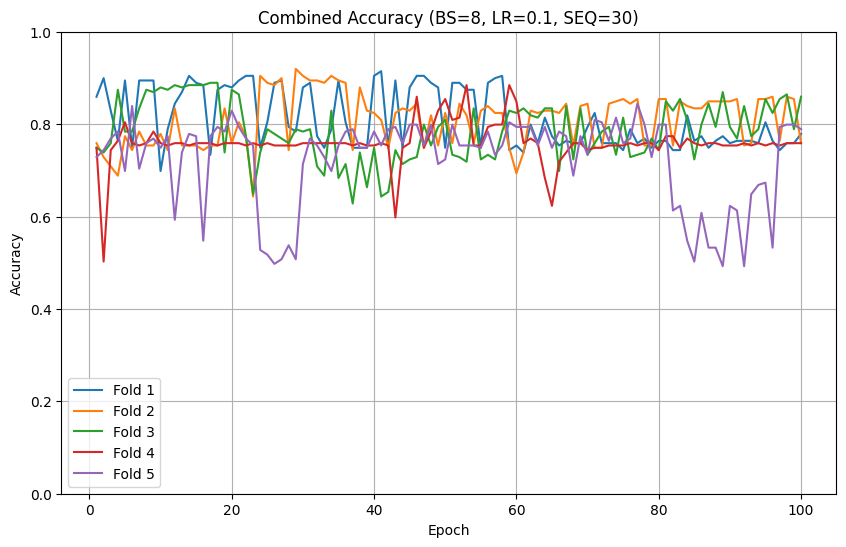 Combined Accuracy (BS=8, LR=0.1, SEQ=30)
1.0
0.8
0.6
0.4
0.2
0.0
Accuracy
Fold 1
Fold 2
Fold 3
Fold 4
Fold 5
0 20 40 60 80 100
Epoch